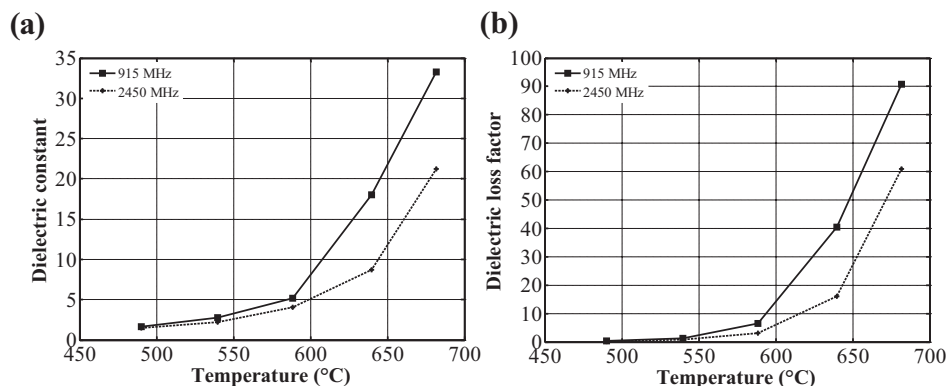 (a)
35
30
25
20
15
10
5
0
Dielectric constant
915 MHz
2450 MHz
450 500 550 600 640 650 700
Temperature (°C)
(b)
100
90
80
70
60
50
40
30
20
10
0
Dielectric loss factor
915 MHz
2450 MHz
450 500 550 600 650 700
Temperature (°C)